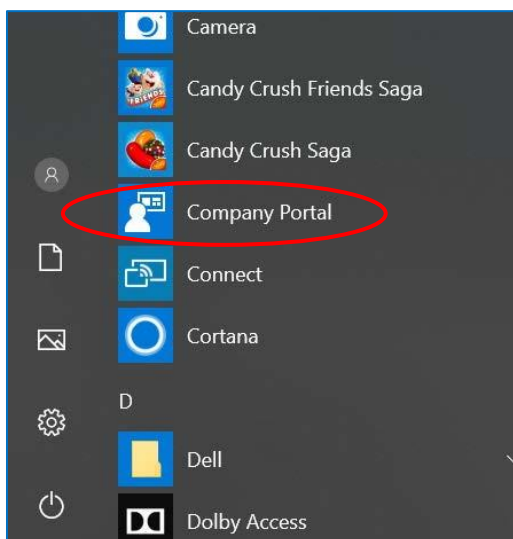 Camera
Candy Crush Friends Saga
Candy Crush Saga
Company Portal
Connect
Cortana
D
Dell
Dolby Access